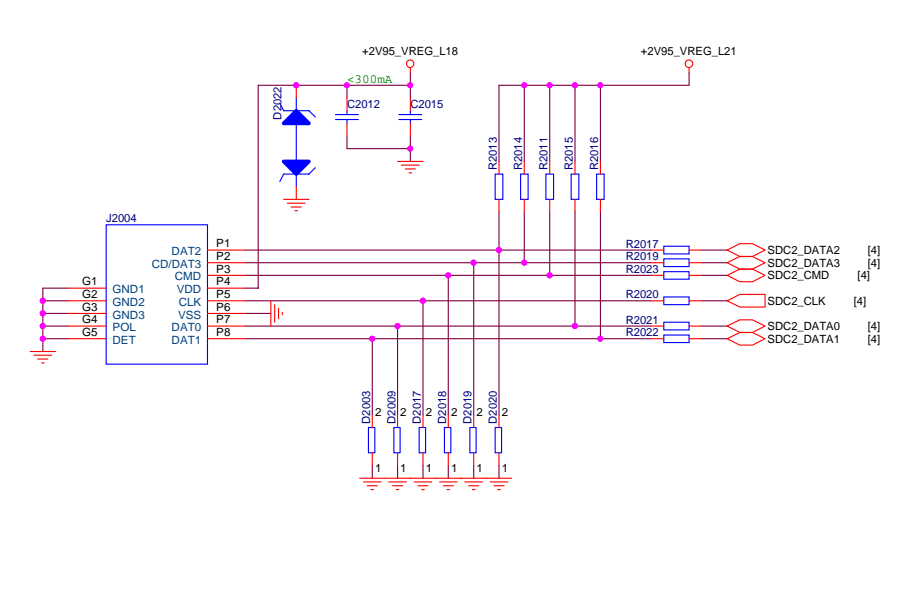 +2V95_VREG_L18
+2V95_VREG_L21
<300mA
D2022
C2012
C2015
R2013
R2014
R2011
R2015
R2016
J2004
P1
DAT2
R2017
SDC2_DATA2
[4]
P2
CD/DAT3
R2019
SDC2_DATA3
[4]
P3
CMD
R2023
SDC2_CMD
[4]
G1
GND1
P4
VDD
G2
GND2
P5
CLK
R2020
SDC2_CLK
[4]
G3
GND3
P6
VSS
G4
POL
P7
DAT0
R2021
SDC2_DATA0
[4]
G5
DET
P8
DAT1
R2022
SDC2_DATA1
[4]
D2003
2
D2009
2
D2017
2
D2018
2
D2019
2
D2020
2
1
1
1
1
1
1